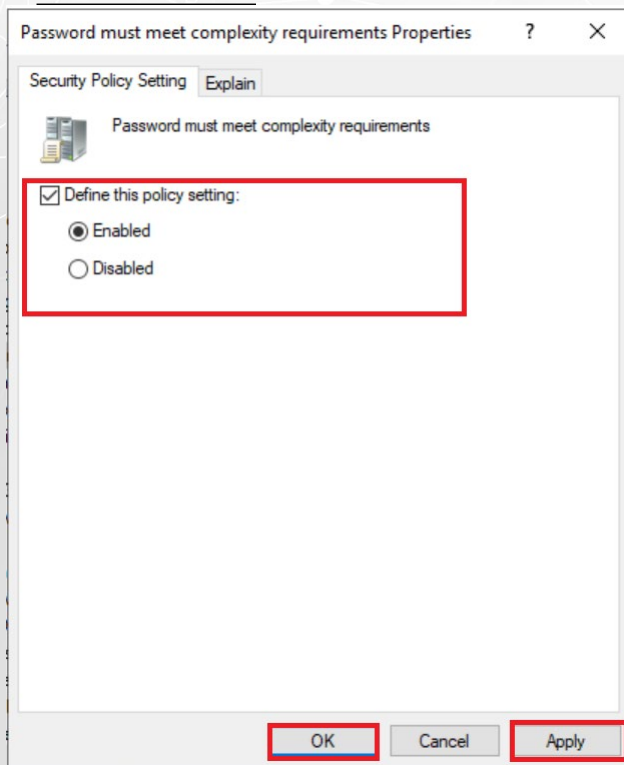 Password must meet complexity requirements Properties ?
Security Policy Setting Explain
Password must meet complexity requirements
Define this policy setting:
Enabled
Disabled
OK Cancel Apply